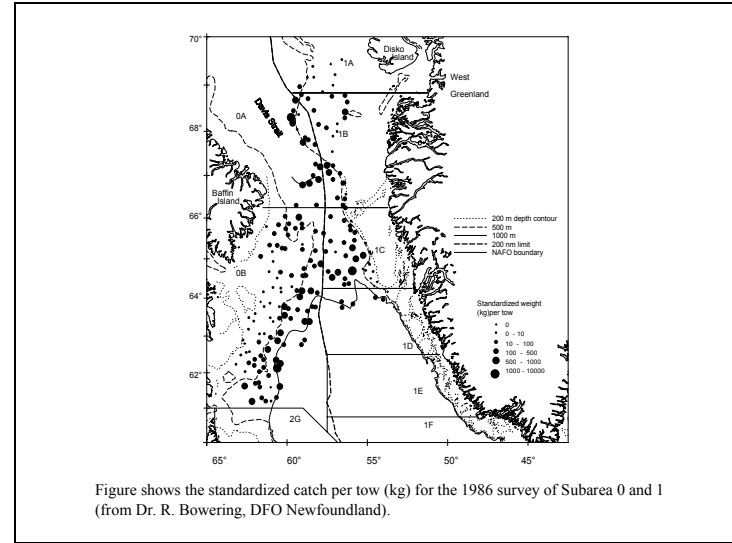 70°
68°
66°
64°
62°
65°
60°
55°
50°
45°
Disko
Island
1A
West
Greenland
0A
Davis Strait
1B
Baffin
Island
200 m depth contour
500 m
1000 m
200 nm limit
NAFO boundary
1C
0B
Standardized weight
(kg)per tow
0
0 - 10
10 - 100
100 - 500
500 - 1000
1000 - 10000
1D
1E
2G
1F
Figure shows the standardized catch per tow (kg) for the 1986 survey of Subarea 0 and 1
(from Dr. R. Bowering, DFO Newfoundland).